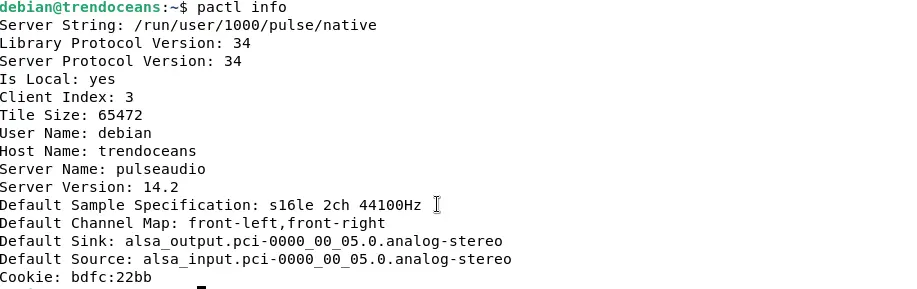 debian@trendoceans:~$ pactl info
Server String: /run/user/1000/pulse/native
Library Protocol Version: 34
Server Protocol Version: 34
Is Local: yes
Client Index: 3
Tile Size: 65472
User Name: debian
Host Name: trendoceans
Server Name: pulseaudio
Server Version: 14.2
Default Sample Specification: s16le 2ch 44100Hz
Default Channel Map: front-left,front-right
Default Sink: alsa_output.pci-0000_00_05.0.analog-stereo
Default Source: alsa_input.pci-0000_00_05.0.analog-stereo
Cookie: bdfc:22bb